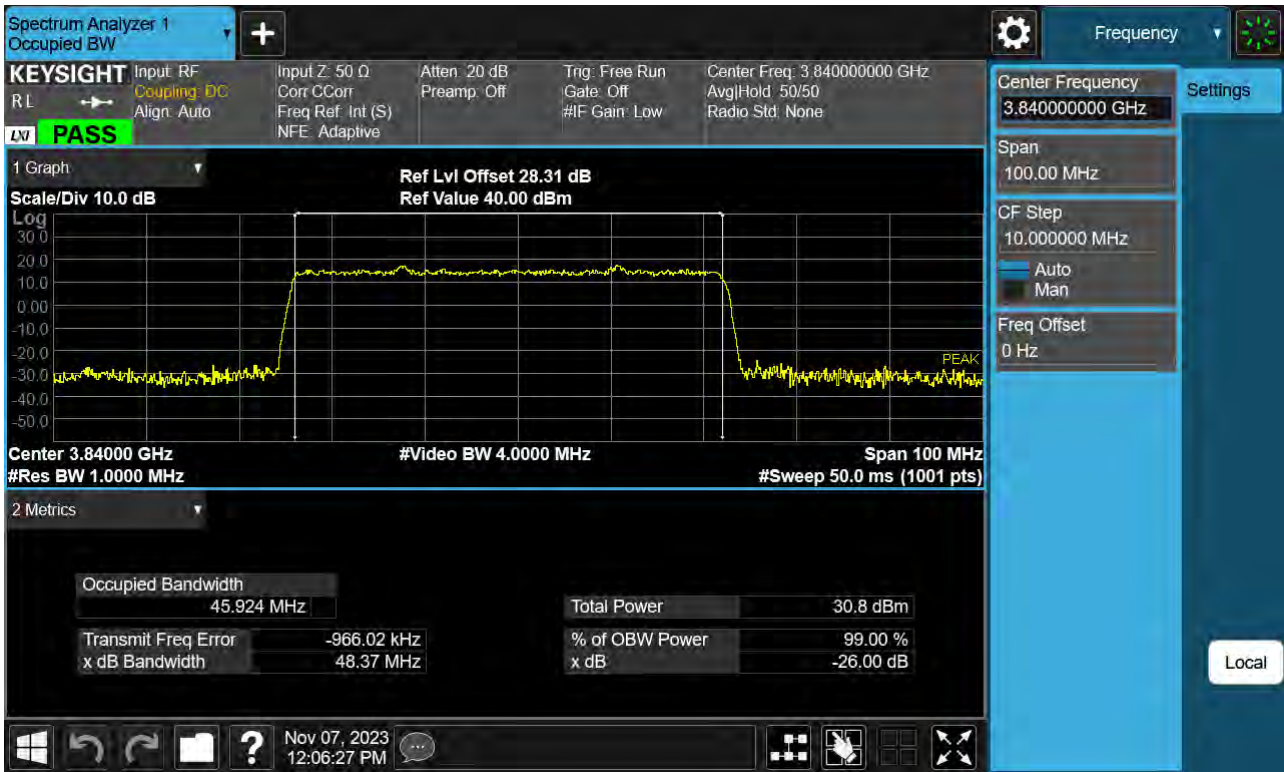 Spectrum Analyzer 1
Occupied BW
Frequency
KEYSIGHT
R L
LXI
PASS
Input: RF
Coupling: DC
Align: Auto
Input Z: 50 Ω
Corr CCorr
Freq Ref: Int (S)
NFE: Adaptive
Atten: 20 dB
Preamp: Off
Trig: Free Run
Gate: Off
#IF Gain: Low
Center Freq: 3.840000000 GHz
Avg|Hold: 50/50
Radio Std: None
Center Frequency
3.840000000 GHz
Settings
Span
100.00 MHz
CF Step
10.000000 MHz
Auto
Man
Freq Offset
0 Hz
Local
1 Graph
Scale/Div 10.0 dB
Ref Lvl Offset 28.31 dB
Ref Value 40.00 dBm
Log
30.0
20.0
10.0
0.00
-10.0
-20.0
-30.0
-40.0
-50.0
PEAK
Center 3.84000 GHz
#Video BW 4.0000 MHz
Span 100 MHz
#Res BW 1.0000 MHz
#Sweep 50.0 ms (1001 pts)
2 Metrics
Occupied Bandwidth
45.924 MHz
Total Power 30.8 dBm
Transmit Freq Error -966.02 kHz
% of OBW Power 99.00 %
x dB Bandwidth 48.37 MHz
x dB -26.00 dB
?
Nov 07, 2023
12:06:27 PM